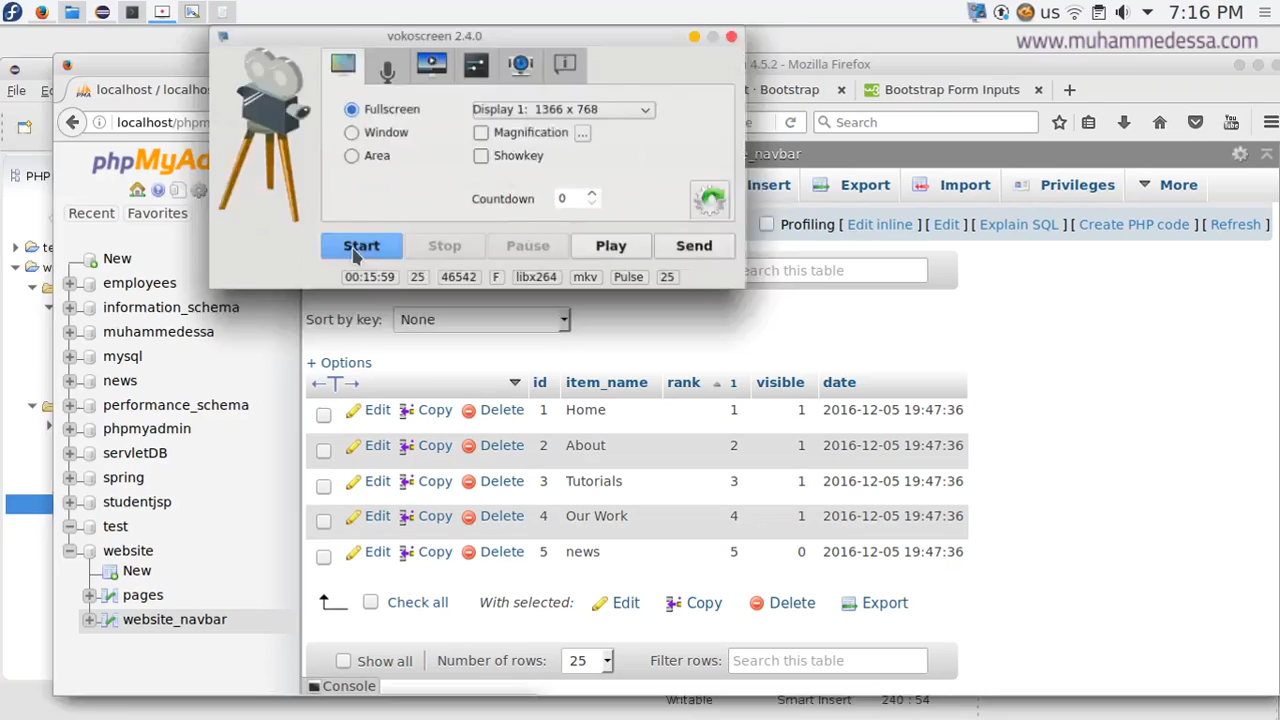 us 7:16 PM
www.muhammedessa.com
vokoscreen 2.4.0
4.5.2 - Mozilla Firefox
File
localhost / localho
Bootstrap
Bootstrap Form Inputs
localhost/phpm
Search
PHP
phpMyAd
_navbar
Fullscreen
Display 1: 1366 x 768
Window
Magnification ...
Area
Showkey
Countdown 0
Insert
Export
Import
Privileges
More
Recent
Favorites
Profiling [ Edit inline ] [ Edit ] [ Explain SQL ] [ Create PHP code ] [ Refresh ]
Start
Stop
Pause
Play
Send
00:15:59 25 46542 F libx264 mkv Pulse 25
New
employees
information_schema
muhammedessa
mysql
news
performance_schema
phpmyadmin
servletDB
spring
studentjsp
test
website
New
pages
website_navbar
Sort by key: None
+ Options
id item_name rank 1 visible date
Edit Copy Delete 1 Home 1 1 2016-12-05 19:47:36
Edit Copy Delete 2 About 2 1 2016-12-05 19:47:36
Edit Copy Delete 3 Tutorials 3 1 2016-12-05 19:47:36
Edit Copy Delete 4 Our Work 4 1 2016-12-05 19:47:36
Edit Copy Delete 5 news 5 0 2016-12-05 19:47:36
Check all With selected: Edit Copy Delete Export
Show all Number of rows: 25 Filter rows: Search this table
Console
Writable Smart Insert 240 : 54